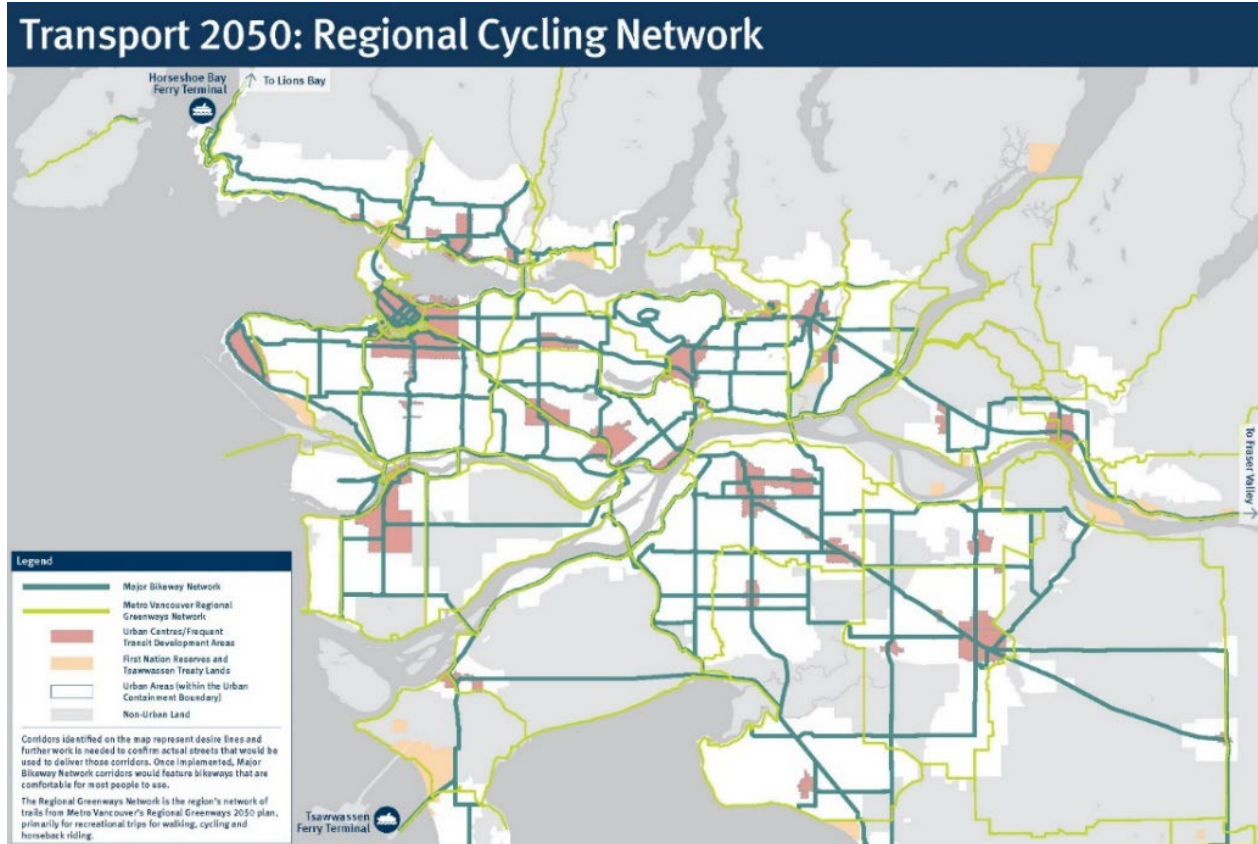 Transport 2050: Regional Cycling Network
Horseshoe Bay
Ferry Terminal
To Lions Bay
To Fraser Valley
Legend
Major Bikeway Network
Metro Vancouver Regional
Greenways Network
Urban Centres/Frequent
Transit Development Areas
First Nation Reserves and
Tsawwassen Treaty Lands
Urban Areas (within the Urban
Containment Boundary)
Non-Urban Land
Corridors identified on the map represent desire lines and
further work is needed to confirm actual streets that would be
used to deliver those corridors. Once implemented, Major
Bikeway Network corridors would feature bikeways that are
comfortable for most people to use.
The Regional Greenways Network is the region's network of
trails from Metro Vancouver's Regional Greenways 2050 plan,
primarily for recreational trips for walking, cycling and
horseback riding.
Tsawwassen
Ferry Terminal